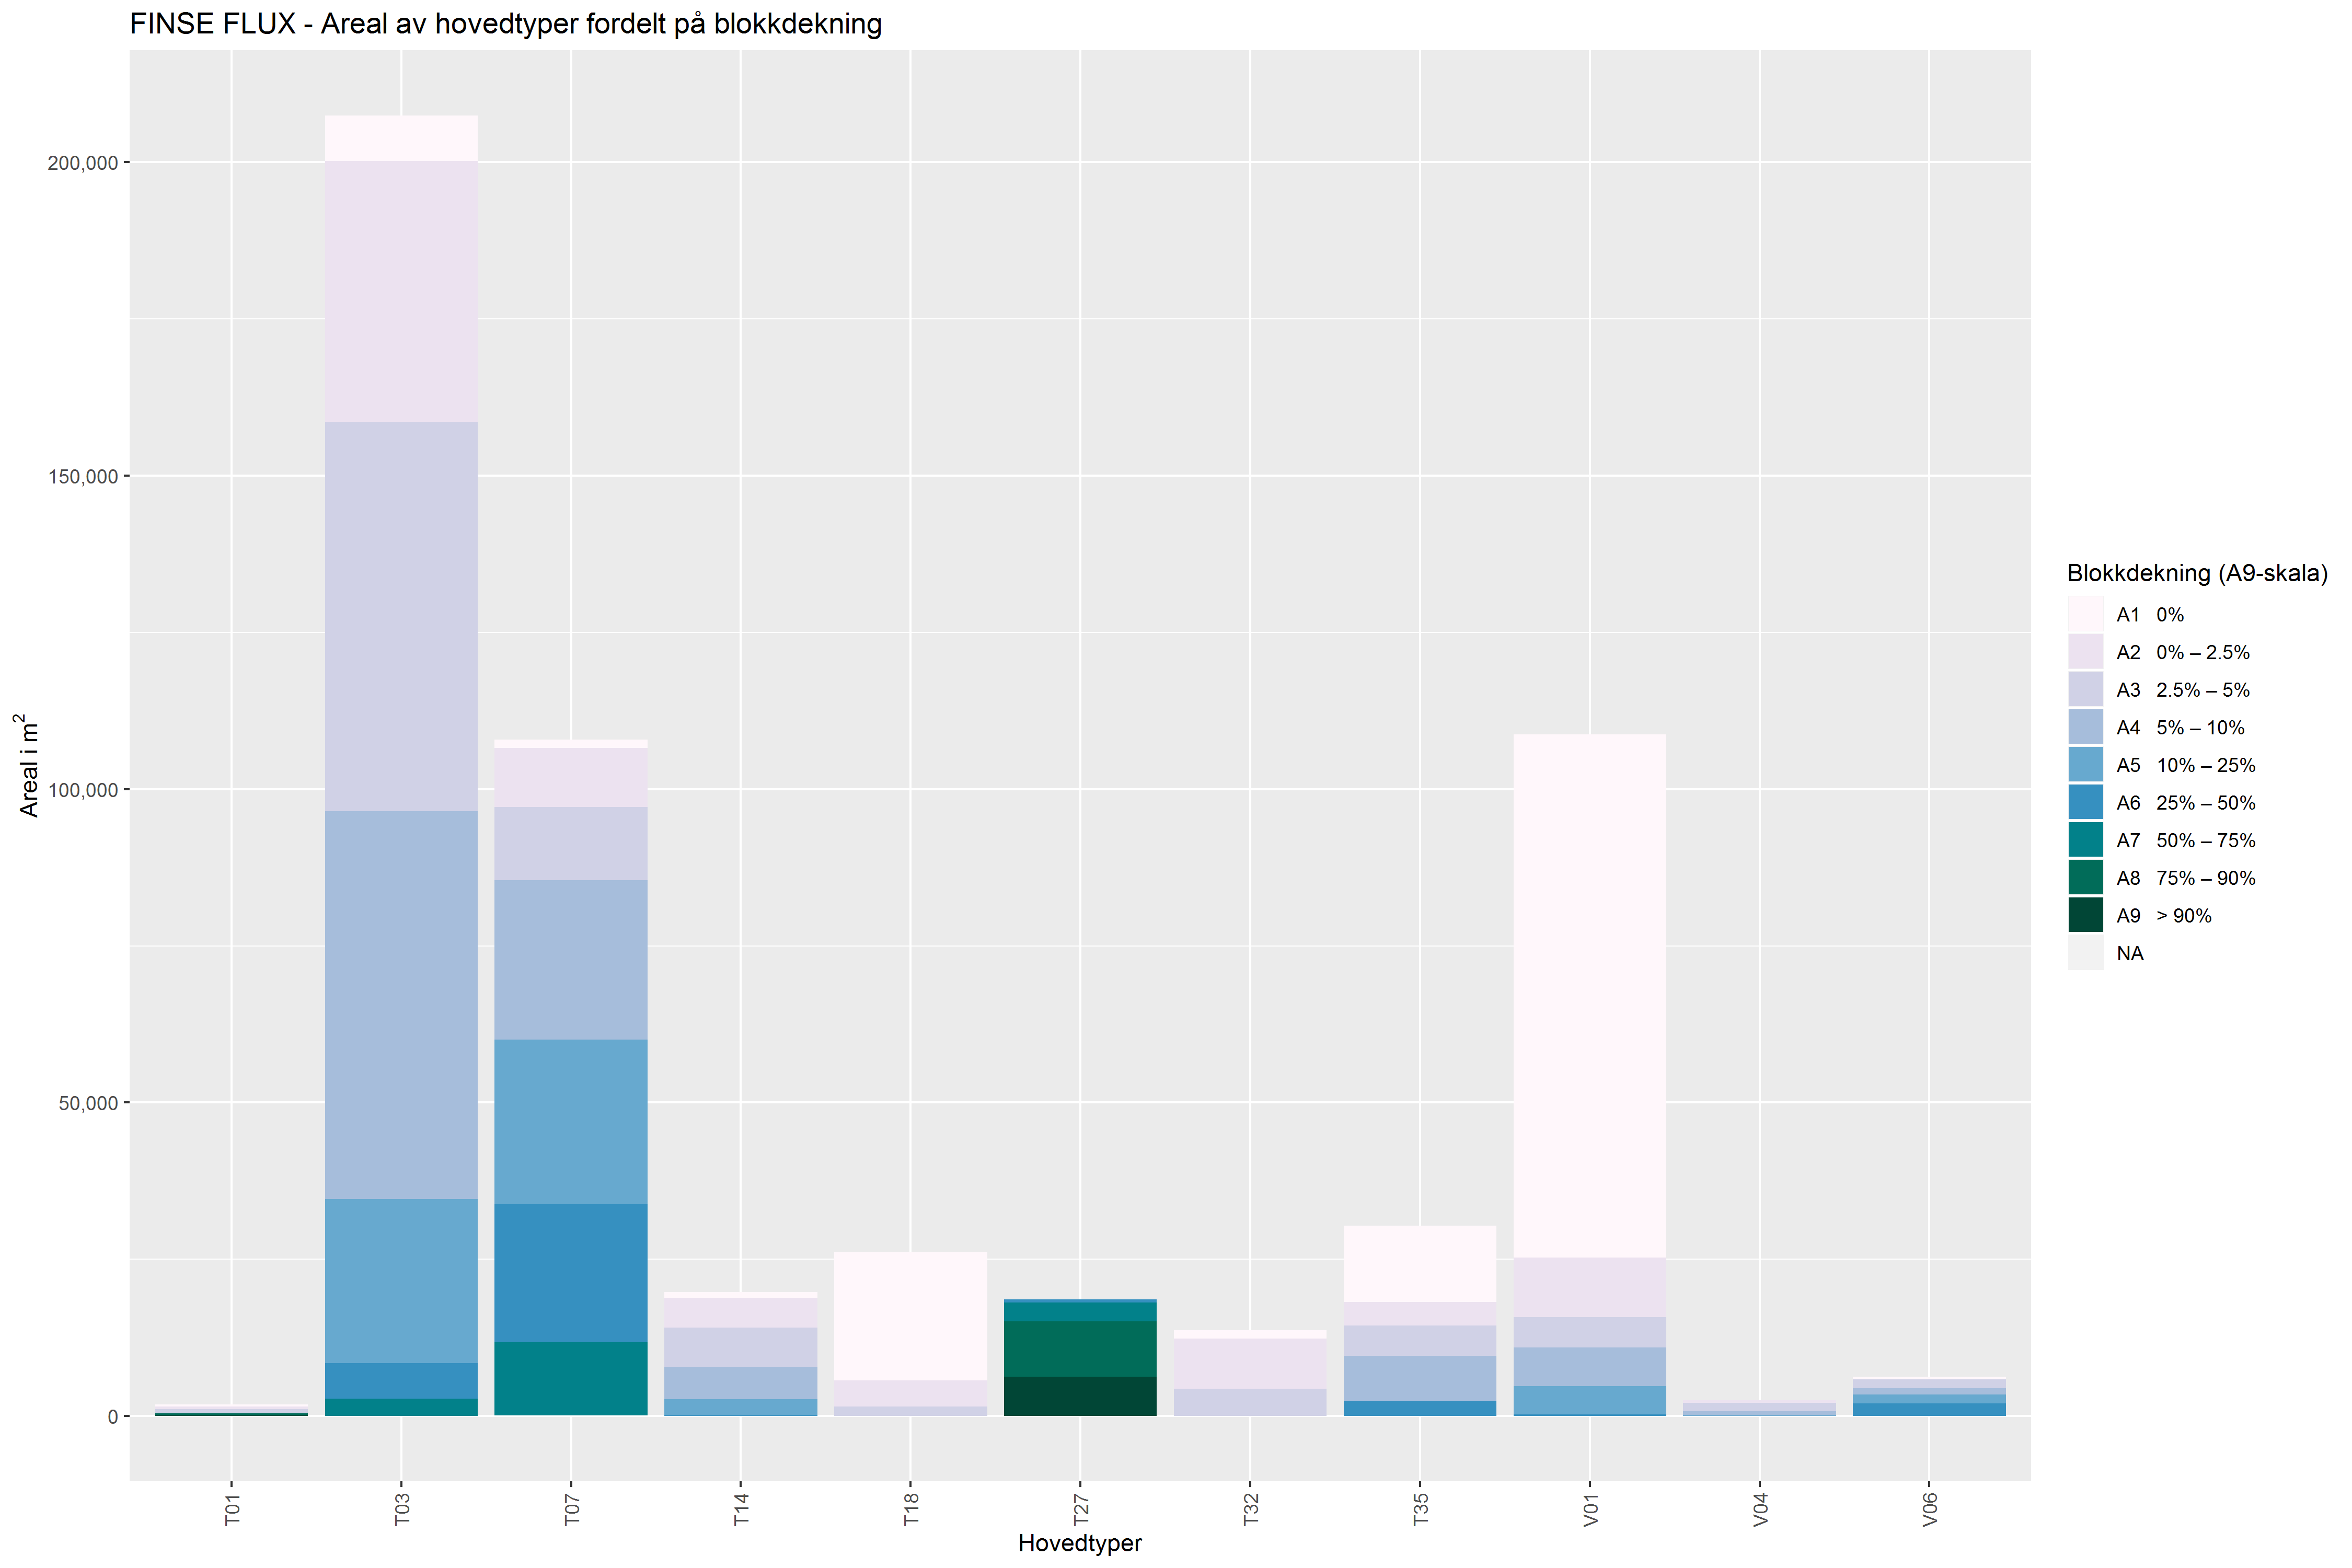 FINSE FLUX - Areal av hovedtyper fordelt på blokkdekning
Areal i m²
200,000
150,000
100,000
50,000
0
T01
T03
T07
T14
T18
T27
T32
T35
V01
V04
V06
Hovedtyper
Blokkdekning (A9-skala)
A1 0%
A2 0% – 2.5%
A3 2.5% – 5%
A4 5% – 10%
A5 10% – 25%
A6 25% – 50%
A7 50% – 75%
A8 75% – 90%
A9 > 90%
NA